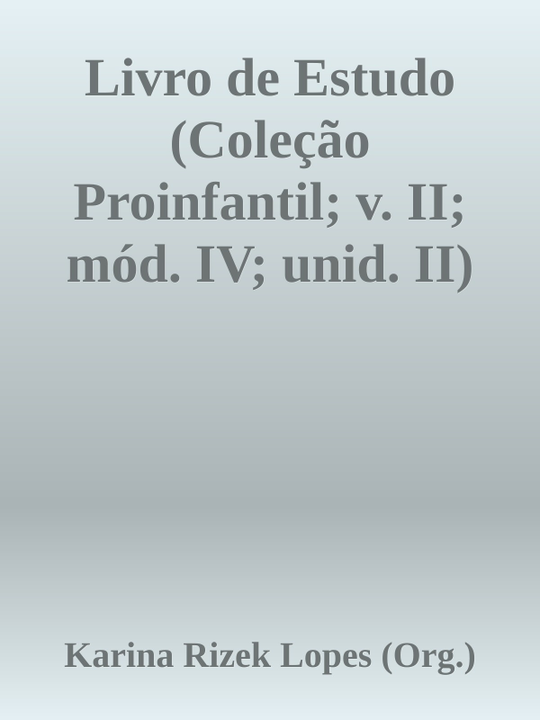 Livro de Estudo
(Coleção
Proinfantil; v. II;
mód. IV; unid. II)
Karina Rizek Lopes (Org.)